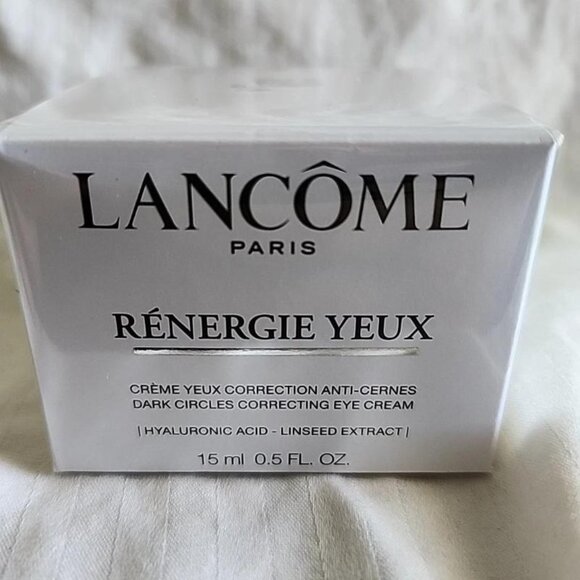 LANCÔME
PARIS
RÉNERGIE YEUX
CRÈME YEUX CORRECTION ANTI-CERNES
DARK CIRCLES CORRECTING EYE CREAM
| HYALURONIC ACID - LINSEED EXTRACT |
15 ml 0.5 FL. OZ.